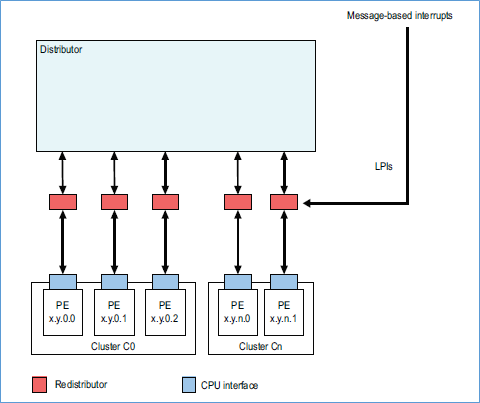 Message-based interrupts
Distributor
LPIs
PE
x.y.0.0
PE
x.y.0.1
PE
x.y.0.2
PE
x.y.n.0
PE
x.y.n.1
Cluster C0
Cluster Cn
Redistributor
CPU interface